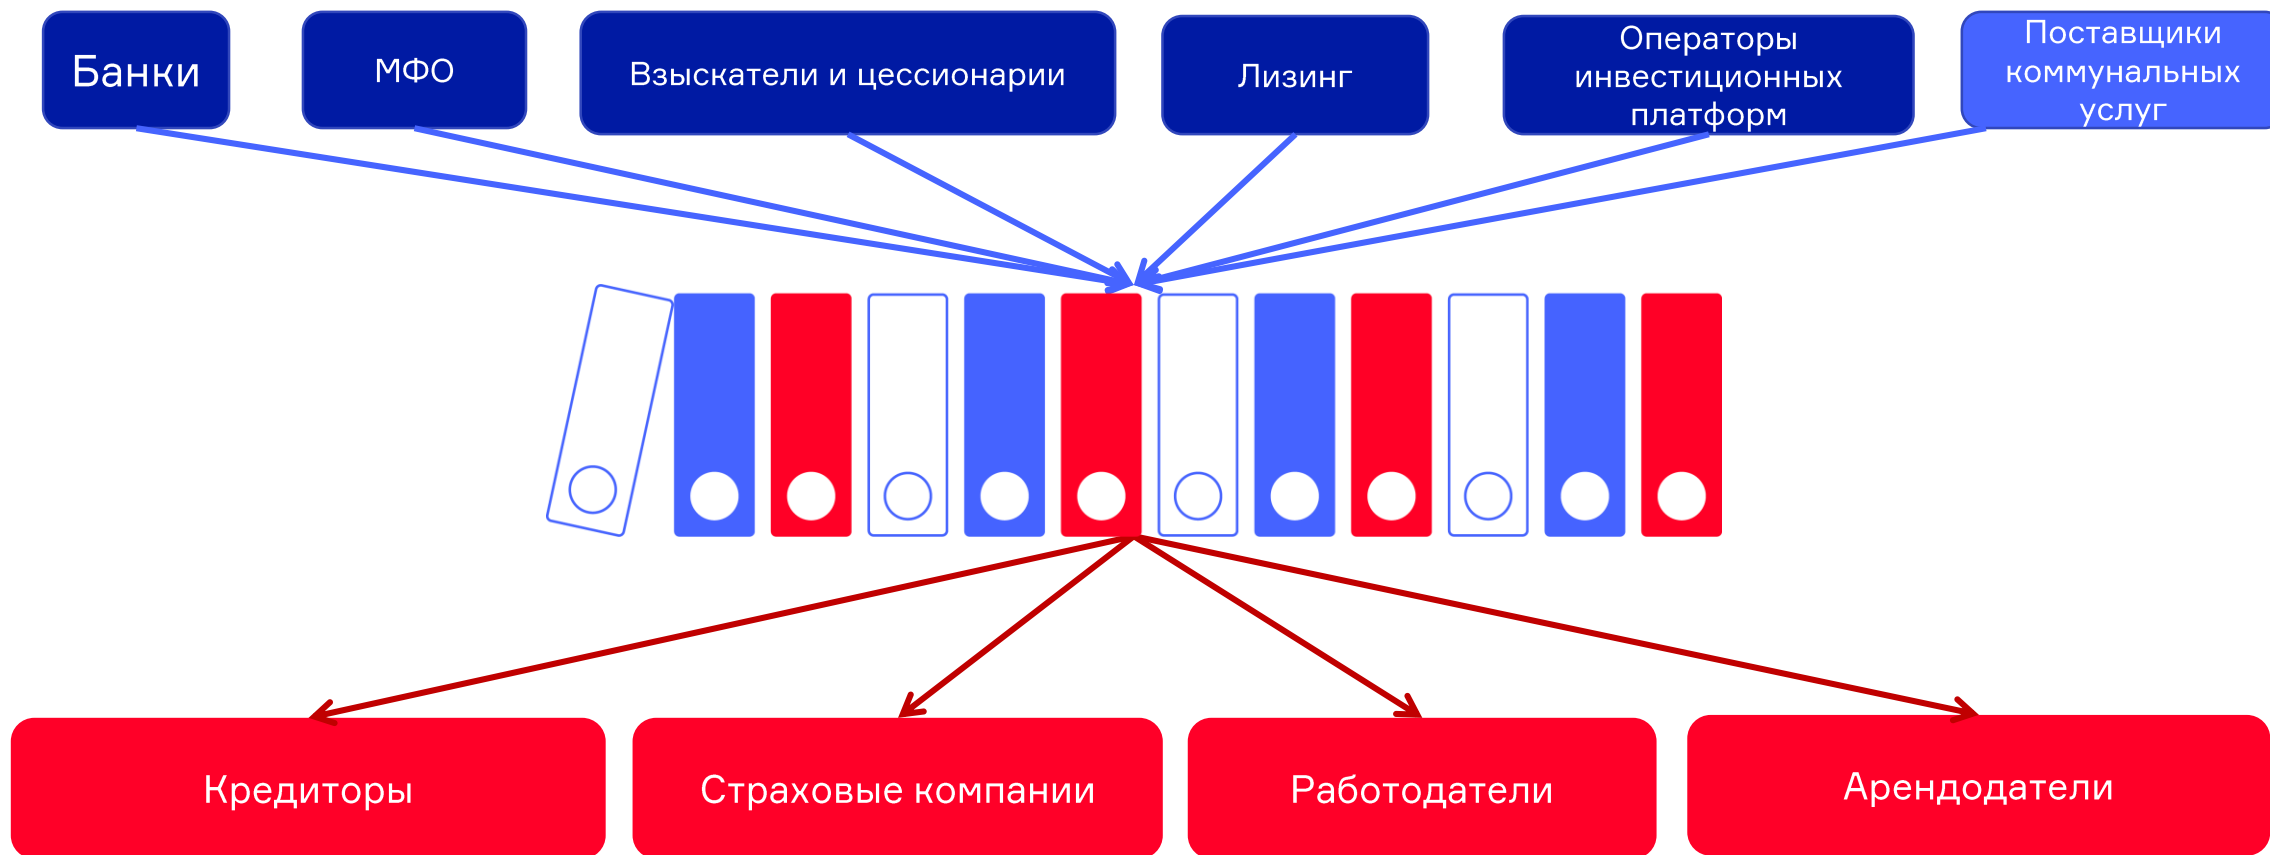 Банки
МФО
Взыскатели и цессионарии
Лизинг
Операторы
инвестиционных
платформ
Поставщики
коммунальных
услуг
Кредиторы
Страховые компании
Работодатели
Арендодатели